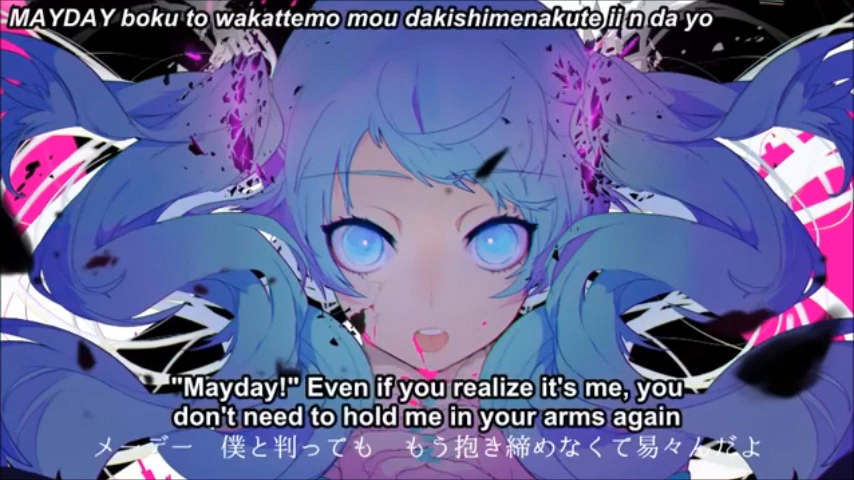 MAYDAY boku to wakattemo mou dakishimenakute ii n da yo
"Mayday!" Even if you realize it's me, you
don't need to hold me in your arms again
メーデー　僕と判っても　もう抱き締めなくて易々んだよ